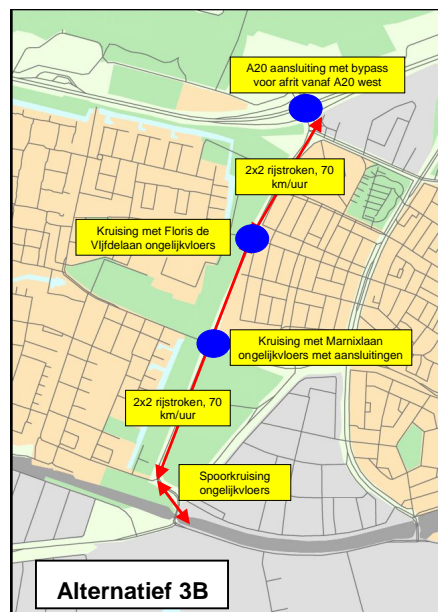 A20 aansluiting met bypass
voor afrit vanaf A20 west
2x2 rijstroken, 70
km/uur
Kruising met Floris de
VIjfdelaan ongelijkvloers
Kruising met Marnixlaan
ongelijkvloers met aansluitingen
2x2 rijstroken, 70
km/uur
Spoorkruising
ongelijkvloers
Alternatief 3B